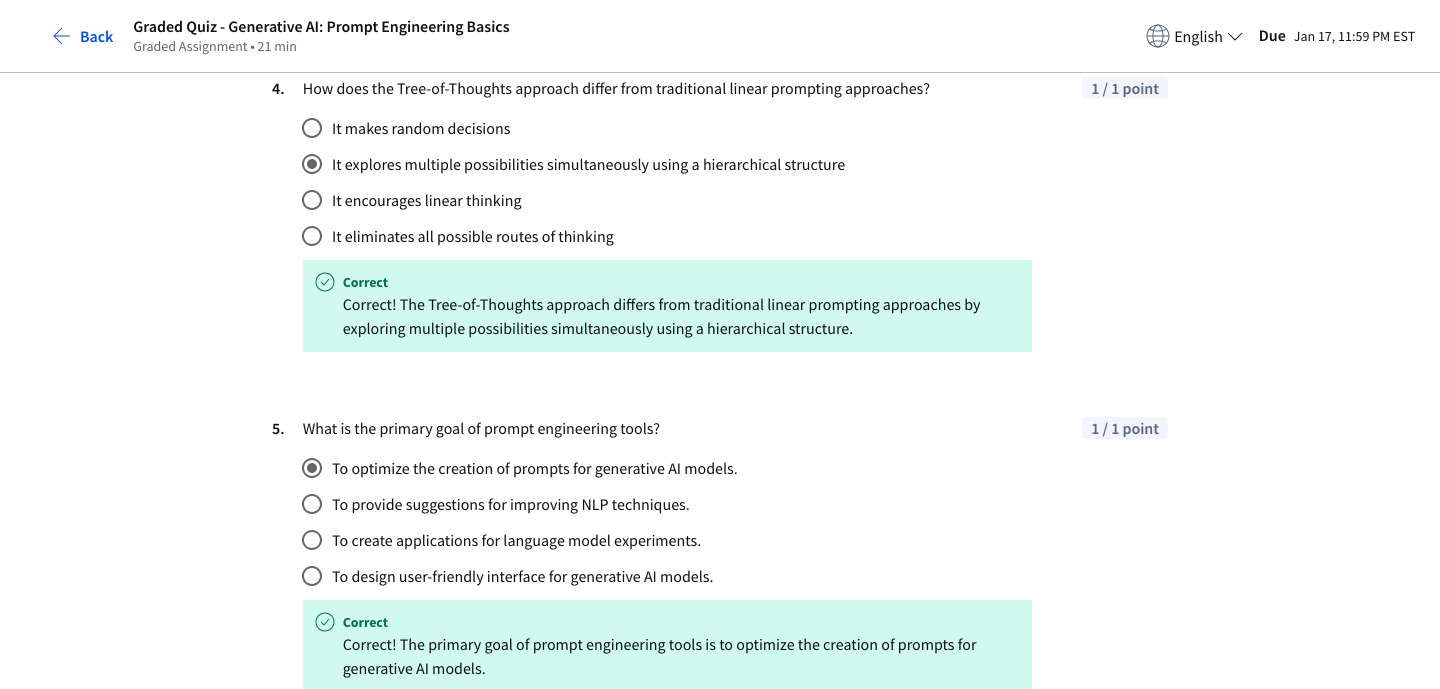 Back
Graded Quiz - Generative AI: Prompt Engineering Basics
Graded Assignment • 21 min
English
Due Jan 17, 11:59 PM EST
4. How does the Tree-of-Thoughts approach differ from traditional linear prompting approaches?
1 / 1 point
It makes random decisions
It explores multiple possibilities simultaneously using a hierarchical structure
It encourages linear thinking
It eliminates all possible routes of thinking
Correct
Correct! The Tree-of-Thoughts approach differs from traditional linear prompting approaches by
exploring multiple possibilities simultaneously using a hierarchical structure.
5. What is the primary goal of prompt engineering tools?
1 / 1 point
To optimize the creation of prompts for generative AI models.
To provide suggestions for improving NLP techniques.
To create applications for language model experiments.
To design user-friendly interface for generative AI models.
Correct
Correct! The primary goal of prompt engineering tools is to optimize the creation of prompts for
generative AI models.